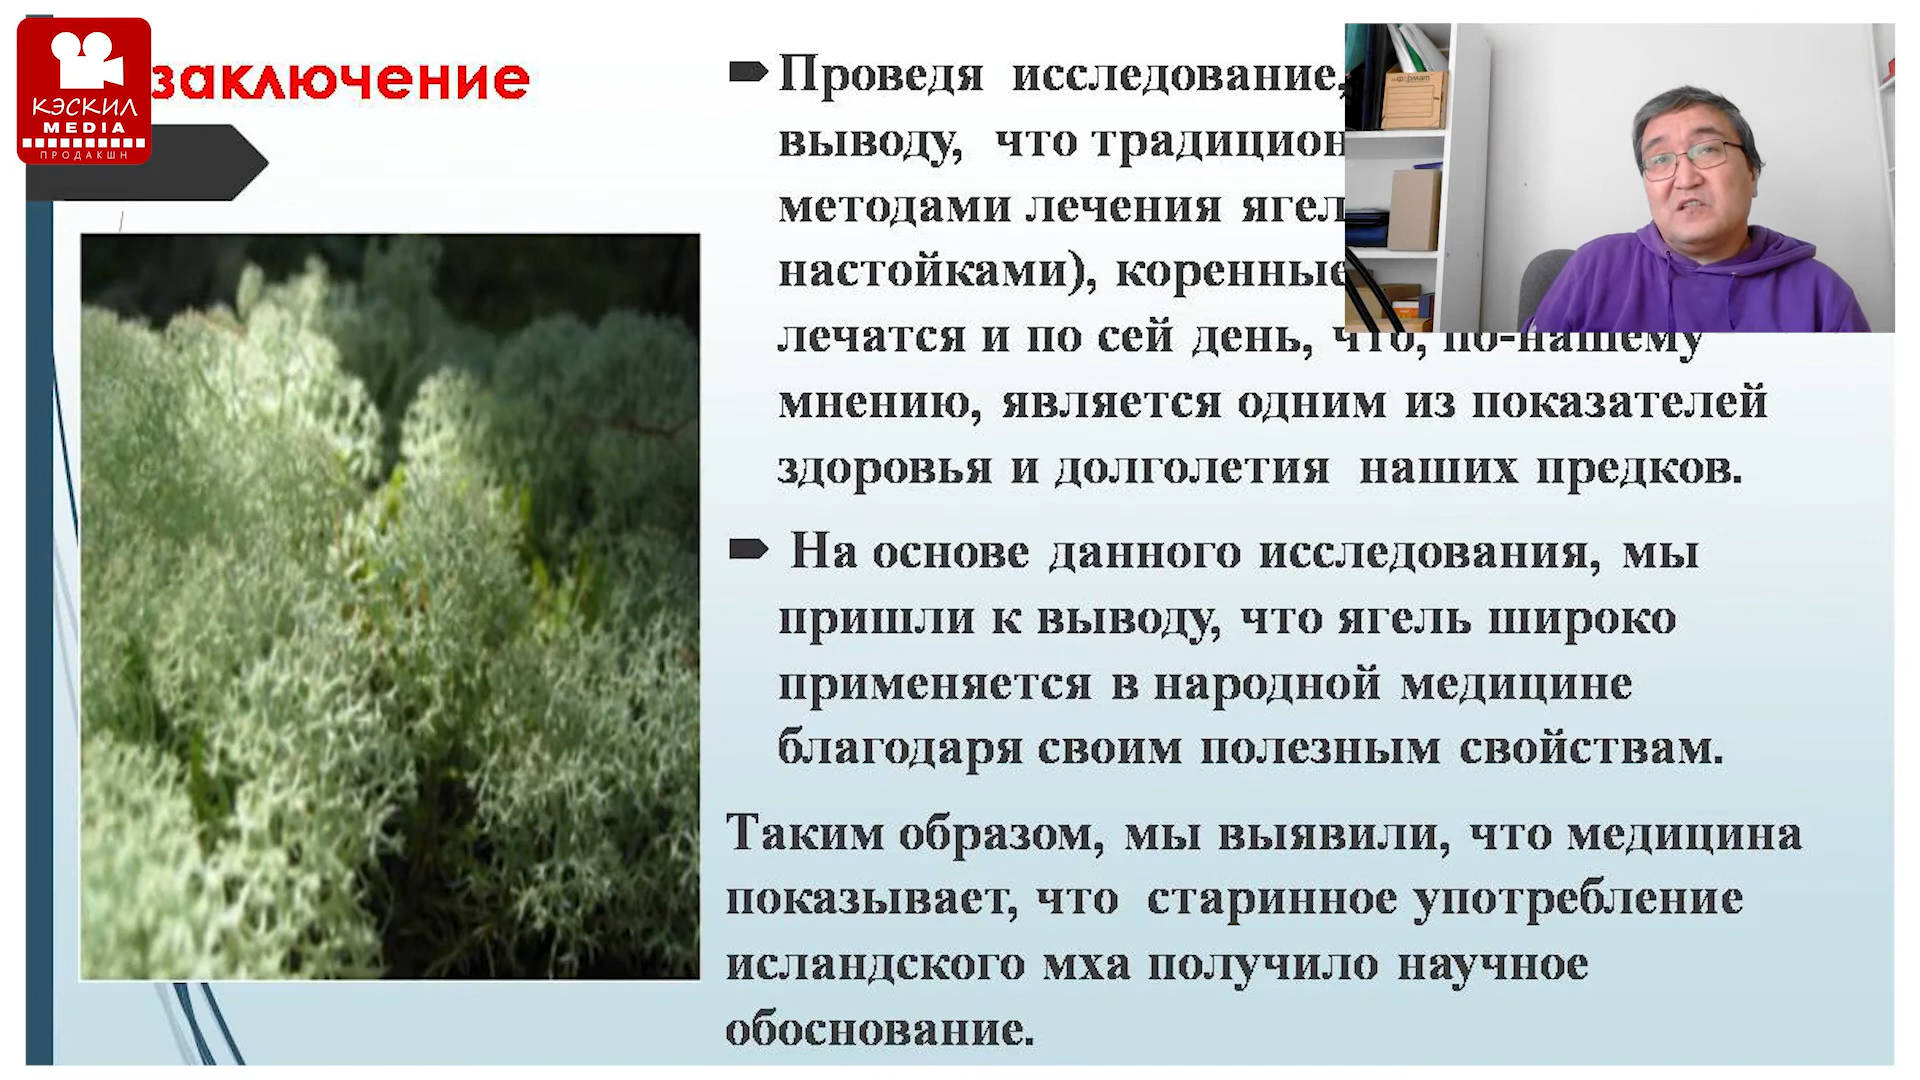 КЭСКИЛ
MEDIA
ПРОДАКШН
заключение
Проведя исследование,
выводу, что
методами лечения
настойками), коренные
лечатся и по сей день, что, по-нашему
мнению, является одним из показателей
здоровья и долголетия наших предков.
На основе данного исследования, мы
пришли к выводу, что ягель широко
применяется в народной медицине
благодаря своим полезным свойствам.
Таким образом, мы выявили, что медицина
показывает, что старинное употребление
исландского мха получило научное
обоснование.